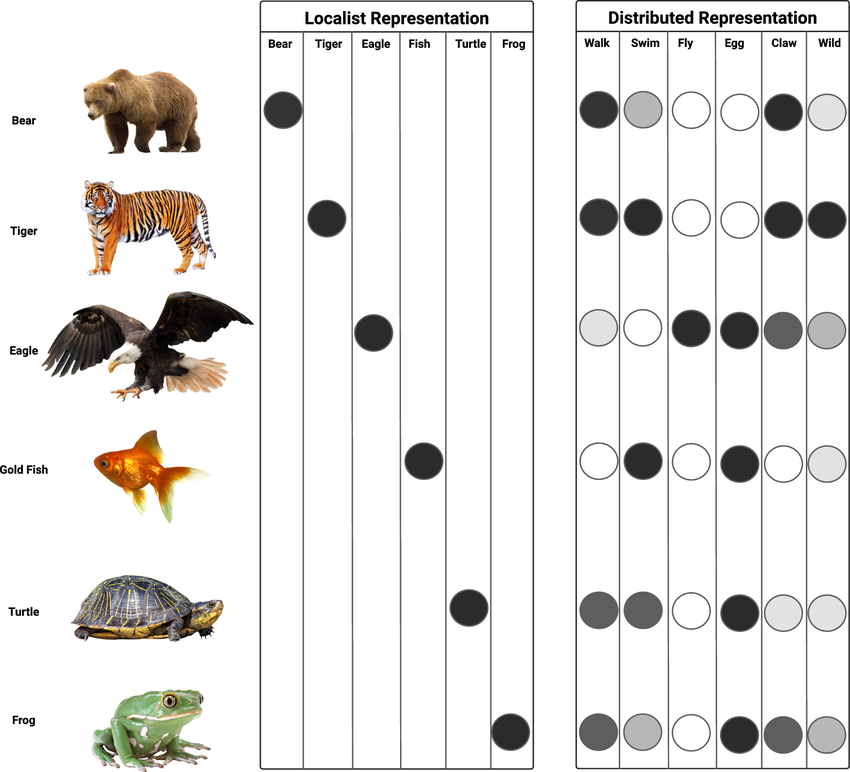 Localist Representation
Distributed Representation
Bear Tiger Eagle Fish Turtle Frog
Walk Swim Fly Egg Claw Wild
Bear
Tiger
Eagle
Gold Fish
Turtle
Frog